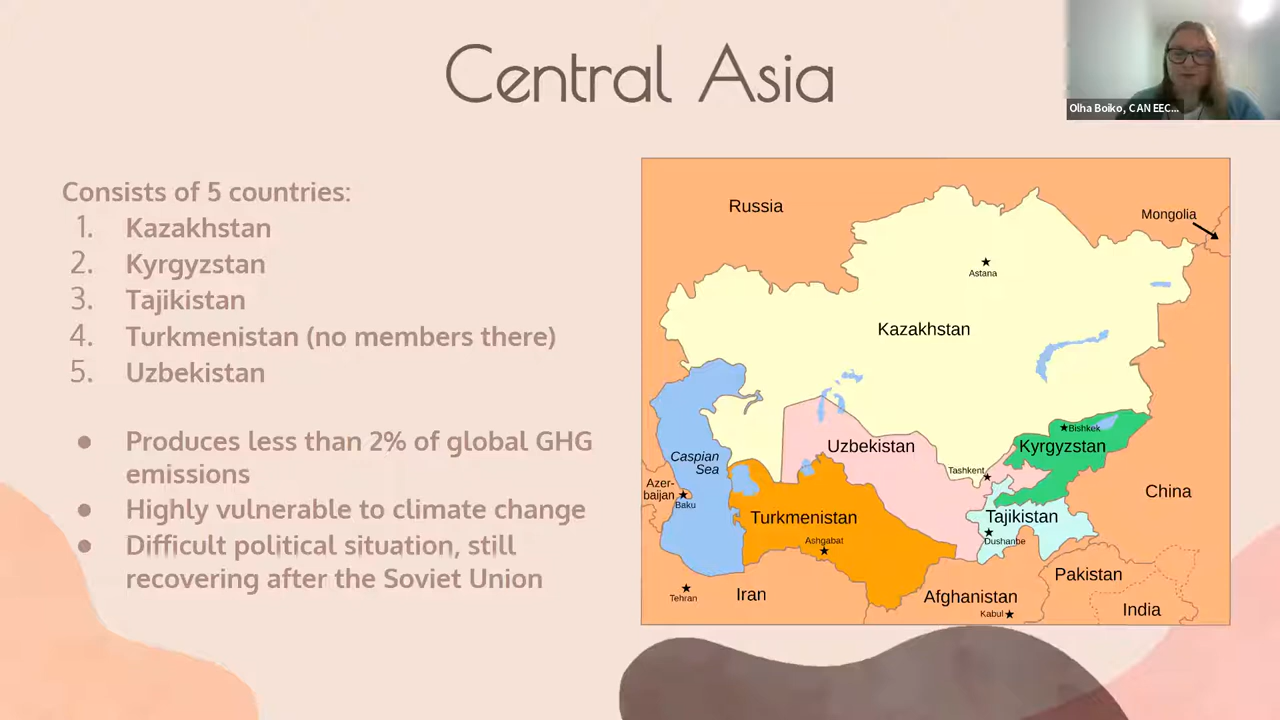 Central Asia
Olha Boiko, CAN EEC...
Consists of 5 countries:
1. Kazakhstan
2. Kyrgyzstan
3. Tajikistan
4. Turkmenistan (no members there)
5. Uzbekistan
● Produces less than 2% of global GHG
emissions
● Highly vulnerable to climate change
● Difficult political situation, still
recovering after the Soviet Union
Russia
Mongolia
Astana
Kazakhstan
Uzbekistan
Bishkek
Kyrgyzstan
Caspian
Sea
Tashkent
Azer-
baijan
Baku
China
Turkmenistan
Tajikistan
Ashgabat
Dushanbe
Pakistan
Tehran
Iran
Afghanistan
Kabul
India